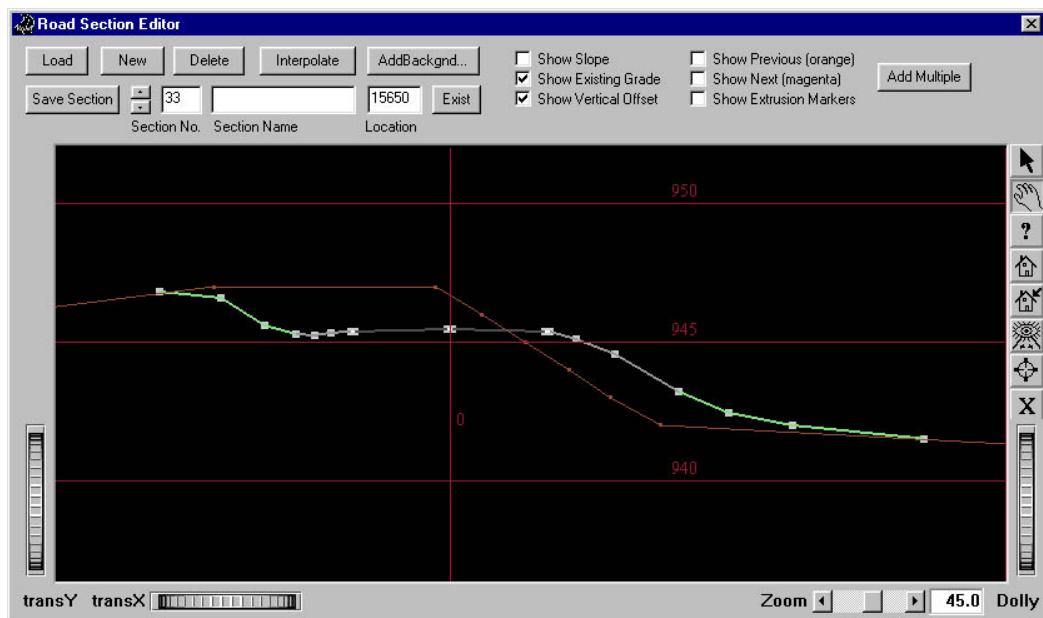 Road Section Editor
Load New Delete Interpolate AddBackgnd...
Show Slope Show Previous (orange)
Show Existing Grade Show Next (magenta) Add Multiple
Save Section 33 15650 Exist Show Vertical Offset Show Extrusion Markers
Section No. Section Name Location
950
?
945
X
0
940
transY transX Zoom 45.0 Dolly